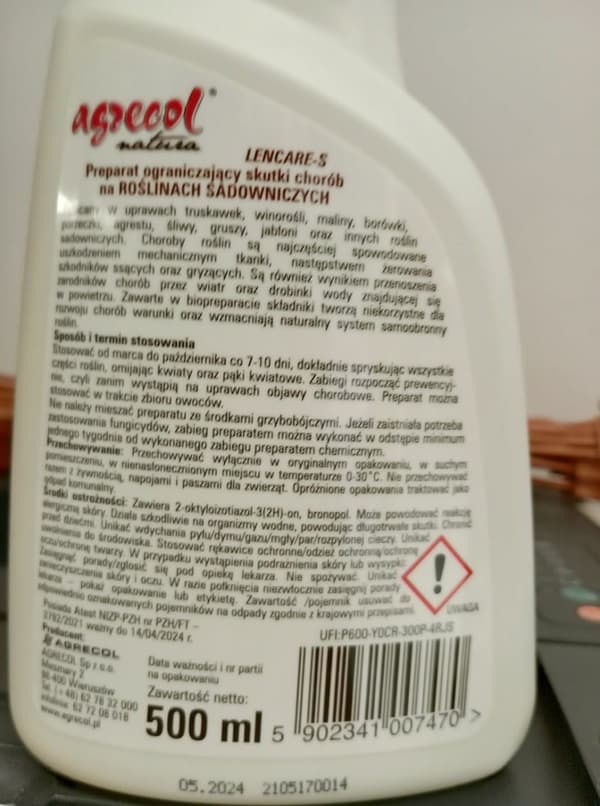 agrecol®
natura
LENCARE-S
Preparat ograniczający skutki chorób
na ROŚLINACH SADOWNICZYCH
w uprawach truskawek, winorośli, maliny, borówki,
porzeczki, agrestu, śliwy, gruszy, jabłoni oraz innych roślin
sadowniczych. Choroby roślin są najczęściej spowodowane
uszkodzeniem mechanicznym tkanki, następstwem żerowania
szkodników ssących oraz gryzących. Są również wynikiem przenoszenia
zarodników chorób przez wiatr oraz drobinki wody znajdującej się
w powietrzu. Zawarte w biopreparacie składniki tworzą niekorzystne dla
rozwoju chorób warunki oraz wzmacniają naturalny system samoobronny
roślin.
Sposób i termin stosowania
Stosować od marca do października co 7-10 dni, dokładnie spryskując wszystkie
części roślin, omijając kwiaty oraz pąki kwiatowe. Zabiegi rozpocząć prewencyj-
nie, czyli zanim wystąpią na uprawach objawy chorobowe. Preparat można
stosować w trakcie zbioru owoców.
Nie należy mieszać preparatu ze środkami grzybobójczymi. Jeżeli zaistniała potrzeba
zastosowania fungicydów, zabieg preparatem można wykonać w odstępie minimum
jednego tygodnia od wykonanego zabiegu preparatem chemicznym.
Przechowywanie: Przechowywać wyłącznie w oryginalnym opakowaniu, w suchym
pomieszczeniu, w nienasłonecznionym miejscu w temperaturze 0-30°C. Nie przechowywać
razem z żywnością, napojami i paszami dla zwierząt. Opróżnione opakowania traktować jako
odpad komunalny.
Środki ostrożności: Zawiera 2-oktyloizotiazol-3(2H)-on, bronopol. Może powodować reakcję
alergiczną skóry. Działa szkodliwie na organizmy wodne, powodując długotrwałe skutki. Chronić
przed dziećmi. Unikać wdychania pyłu/dymu/gazu/mgły/par/rozpylonej cieczy. Unikać
uwolnienia do środowiska. Stosować rękawice ochronne/odzież ochronną/ochronę
oczu/ochronę twarzy. W przypadku wystąpienia podrażnienia skóry lub wysypki:
Zasięgnąć porady/zgłosić się pod opiekę lekarza. Nie spożywać. Unikać
zanieczyszczenia skóry i oczu. W razie połknięcia niezwłocznie zasięgnij porady
lekarza – pokaż opakowanie lub etykietę. Zawartość /pojemnik usuwać do
odpowiednio oznakowanych pojemników na odpady zgodnie z krajowymi przepisami.
UWAGA
Posiada Atest NIZP-PZH nr PZH/FT –
2792/2021 ważny do 14/04/2024 r.
UFI:P600-Y0CR-300P-4RJS
Producent:
AGRECOL
AGRECOL Sp z o.o.
Mesznary 2
98-400 Wieruszów
Tel. (+48) 62 78 32 000
infolinia: 62 72 08 018
www.agrecol.pl
Data ważności i nr partii
na opakowaniu
Zawartość netto:
500 ml
5 902341 007470 >
05.2024 2105170014